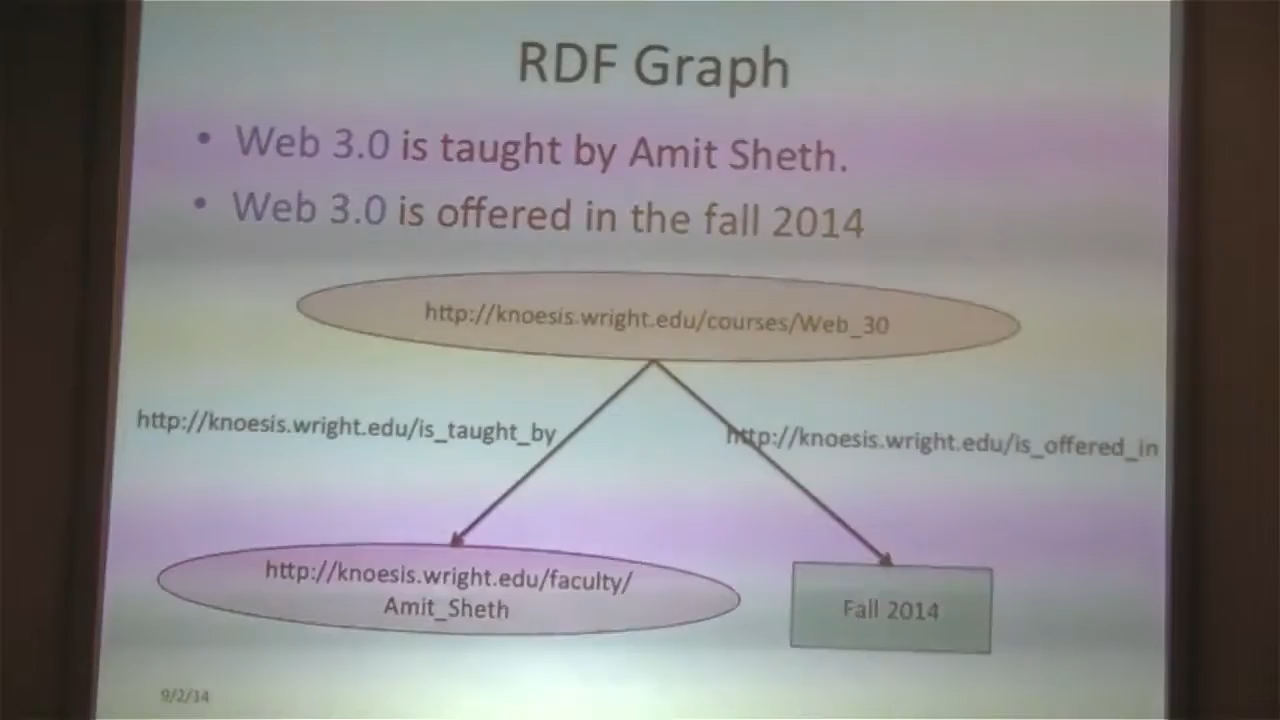 RDF Graph
• Web 3.0 is taught by Amit Sheth.
• Web 3.0 is offered in the fall 2014
http://knoesis.wright.edu/courses/Web_30
http://knoesis.wright.edu/is_taught_by
http://knoesis.wright.edu/is_offered_in
http://knoesis.wright.edu/faculty/
Amit_Sheth
Fall 2014
9/2/14